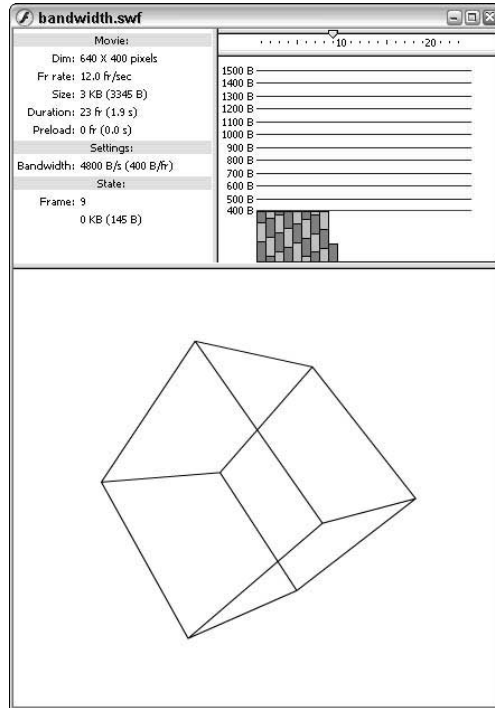 bandwidth.swf
Movie:
Dim: 640 X 400 pixels
Fr rate: 12.0 fr/sec
Size: 3 KB (3345 B)
Duration: 23 fr (1.9 s)
Preload: 0 fr (0.0 s)
Settings:
Bandwidth: 4800 B/s (400 B/fr)
State:
Frame: 9
0 KB (145 B)
10 20
1500 B
1400 B
1300 B
1200 B
1100 B
1000 B
900 B
800 B
700 B
600 B
500 B
400 B